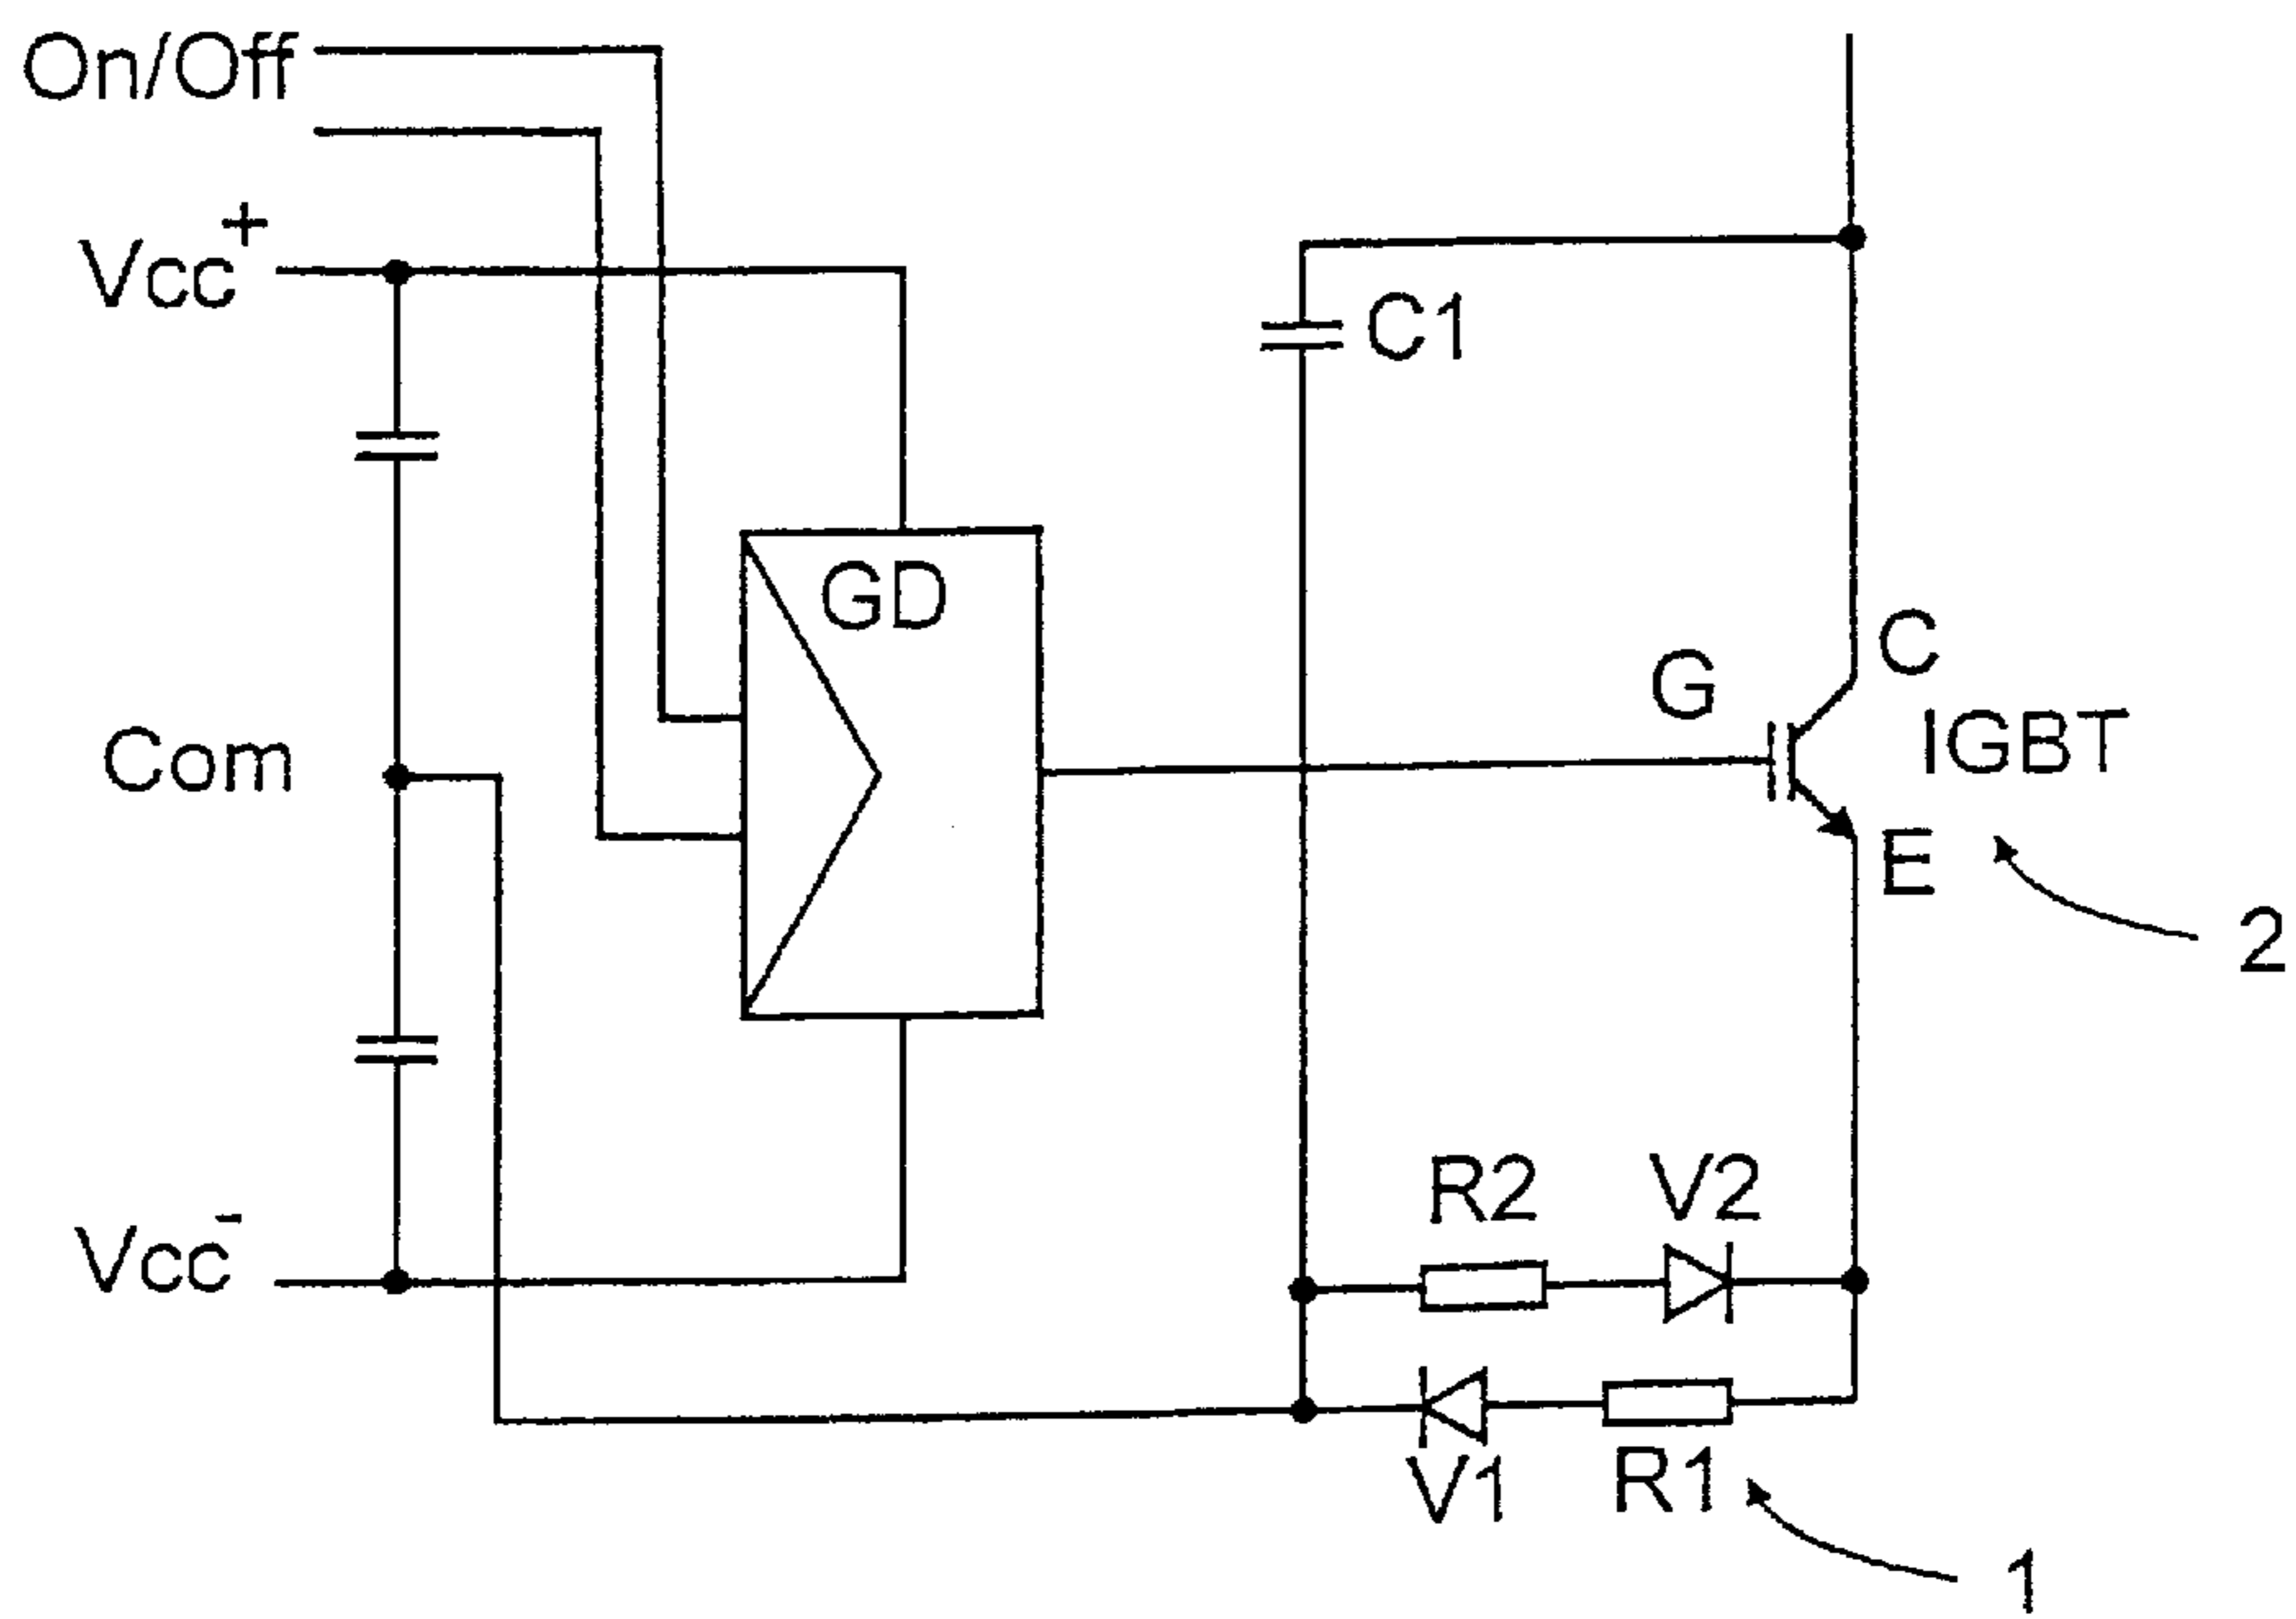 On/Off
Vcc+
C1
GD
C
G
IGBT
Com
E
2
R2 V2
Vcc-
V1 R1
1